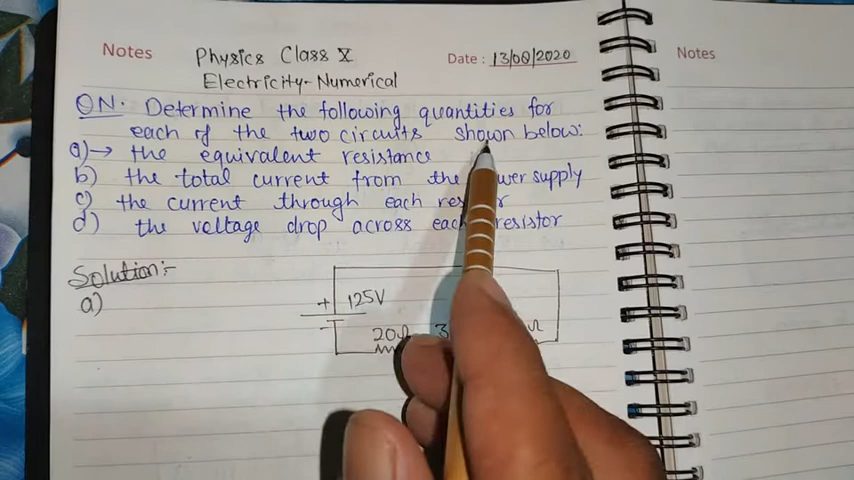 Notes
Physics Class X
Date: 13/08/2020
Notes
Electricity-Numerical
QN. Determine the following quantities for
each of the two circuits shown below:
a)→ the equivalent resistance
b) the total current from the supply
c) the current through each
d) the voltage drop across each resistor
Solution:-
a)
+ 125V
-
20Ω 3 Ω